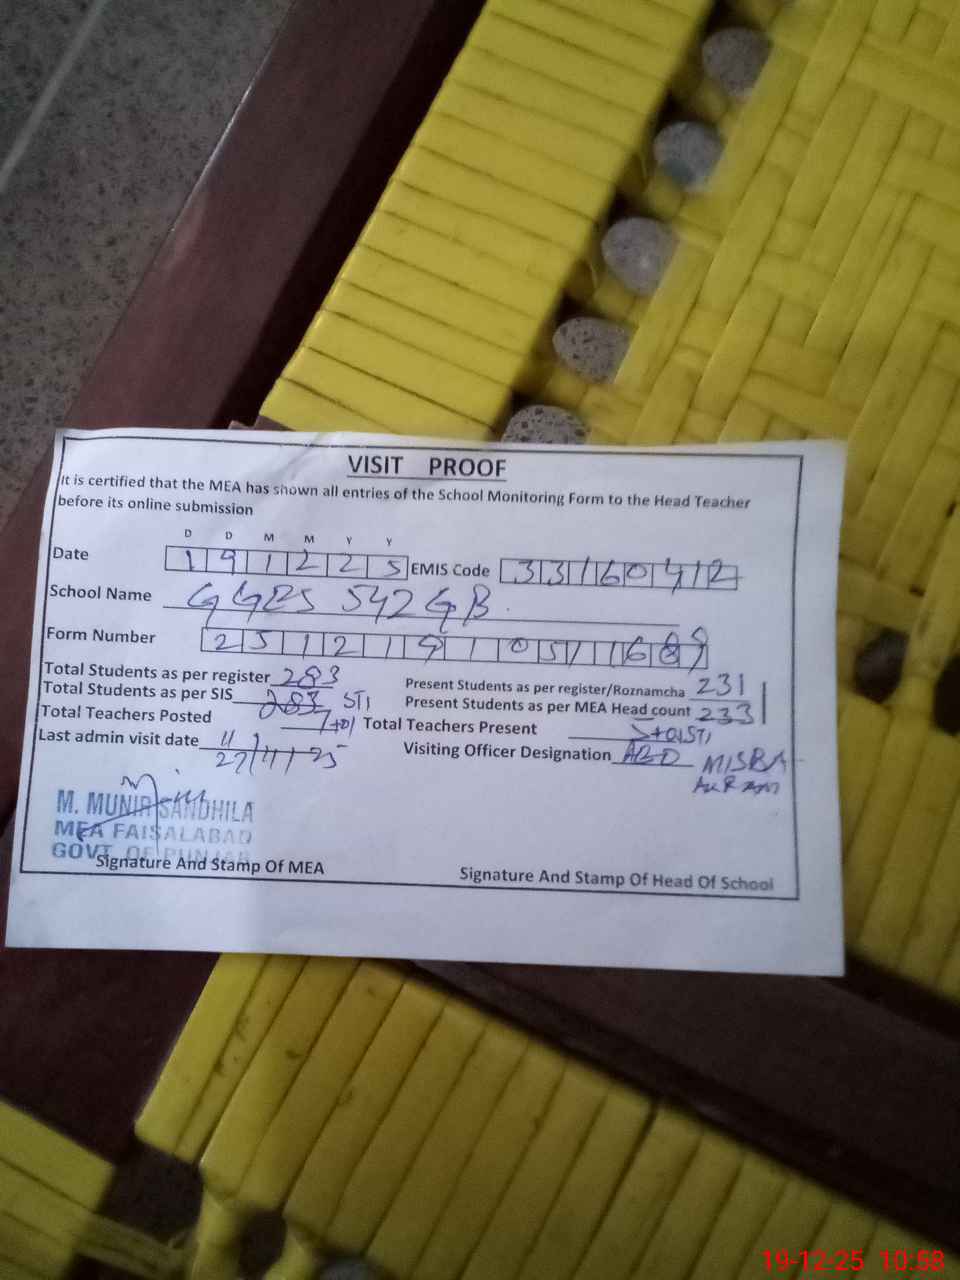 VISIT PROOF
It is certified that the MEA has shown all entries of the School Monitoring Form to the Head Teacher
before its online submission
D D M M Y Y
Date 1 9 1 2 2 5 EMIS Code 3 3 1 6 0 4 1 2
School Name GGES 542 GB
Form Number 2 5 1 2 1 9 1 0 5 1 1 6
Total Students as per register 283 Present Students as per register/Roznamcha 231
Total Students as per SIS 283 STI Present Students as per MEA Head count 233
Total Teachers Posted 7+01 Total Teachers Present
Last admin visit date 27/11/25 Visiting Officer Designation MISBA
AKRAM
M. MUNIR SANDHILA
MEA FAISALABAD
GOVT. OF PUNJAB
Signature And Stamp Of MEA Signature And Stamp Of Head Of School
19-12-25 10:58